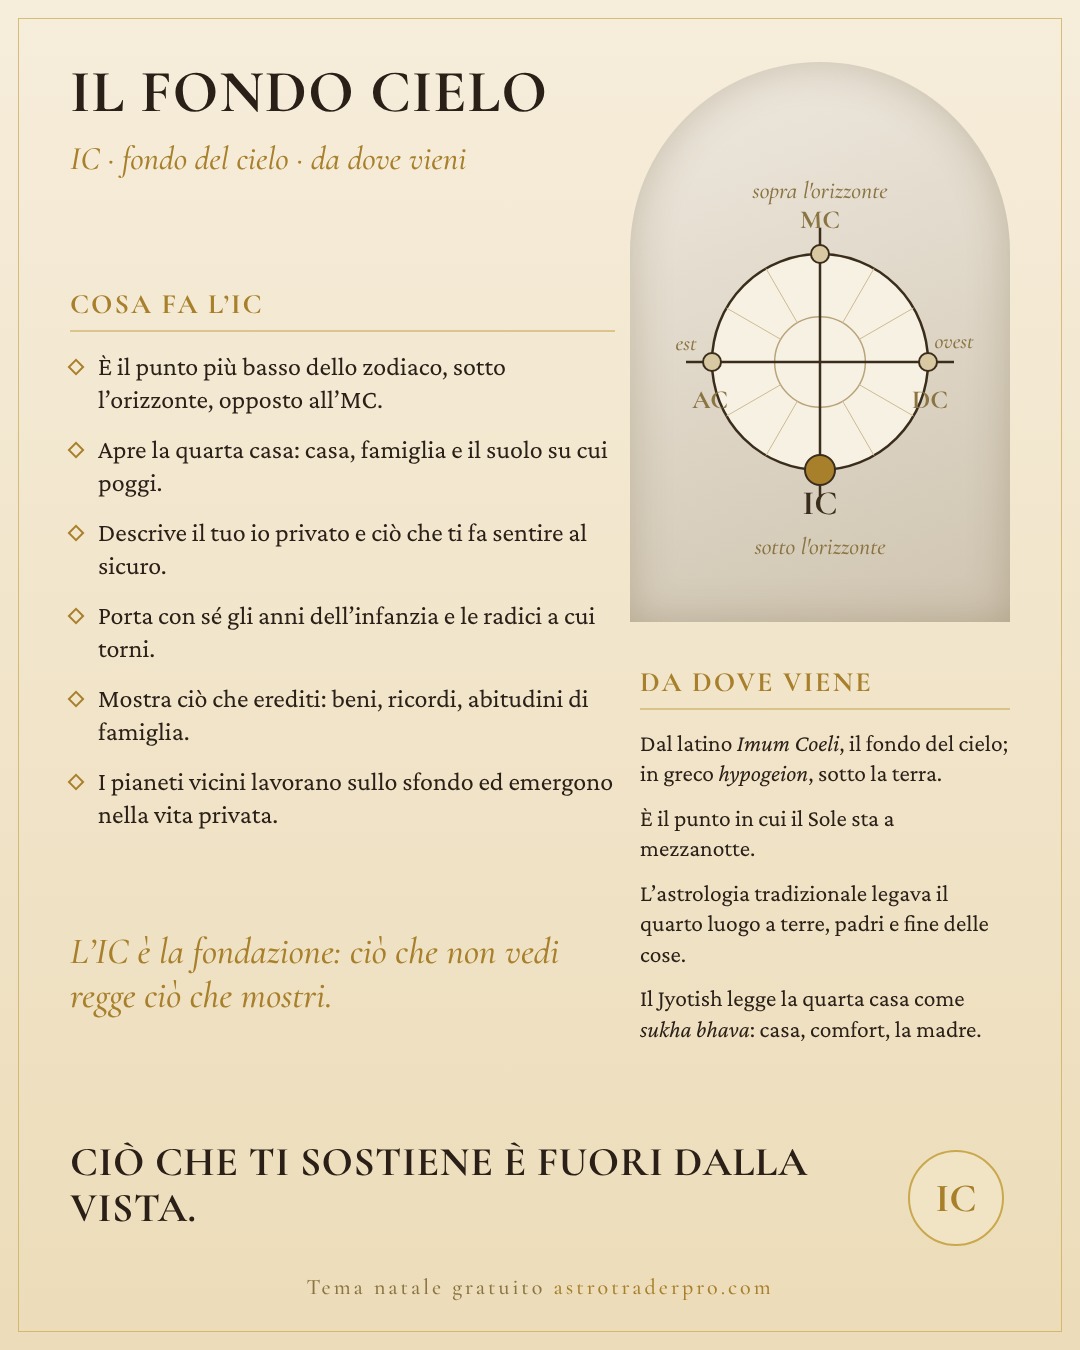 IL FONDO CIELO
IC · fondo del cielo · da dove vieni
COSA FA L’IC
È il punto più basso dello zodiaco, sotto
l’orizzonte, opposto all’MC.
Apre la quarta casa: casa, famiglia e il suolo su cui
poggi.
Descrive il tuo io privato e ciò che ti fa sentire al
sicuro.
Porta con sé gli anni dell’infanzia e le radici a cui
torni.
Mostra ciò che erediti: beni, ricordi, abitudini di
famiglia.
I pianeti vicini lavorano sullo sfondo ed emergono
nella vita privata.
L’IC è la fondazione: ciò che non vedi
regge ciò che mostri.
sopra l'orizzonte
MC
est
ovest
AC
DC
IC
sotto l'orizzonte
DA DOVE VIENE
Dal latino Imum Coeli, il fondo del cielo;
in greco hypogeion, sotto la terra.
È il punto in cui il Sole sta a
mezzanotte.
L’astrologia tradizionale legava il
quarto luogo a terre, padri e fine delle
cose.
Il Jyotish legge la quarta casa come
sukha bhava: casa, comfort, la madre.
CIÒ CHE TI SOSTIENE È FUORI DALLA
VISTA.
IC
Tema natale gratuito astrotraderpro.com